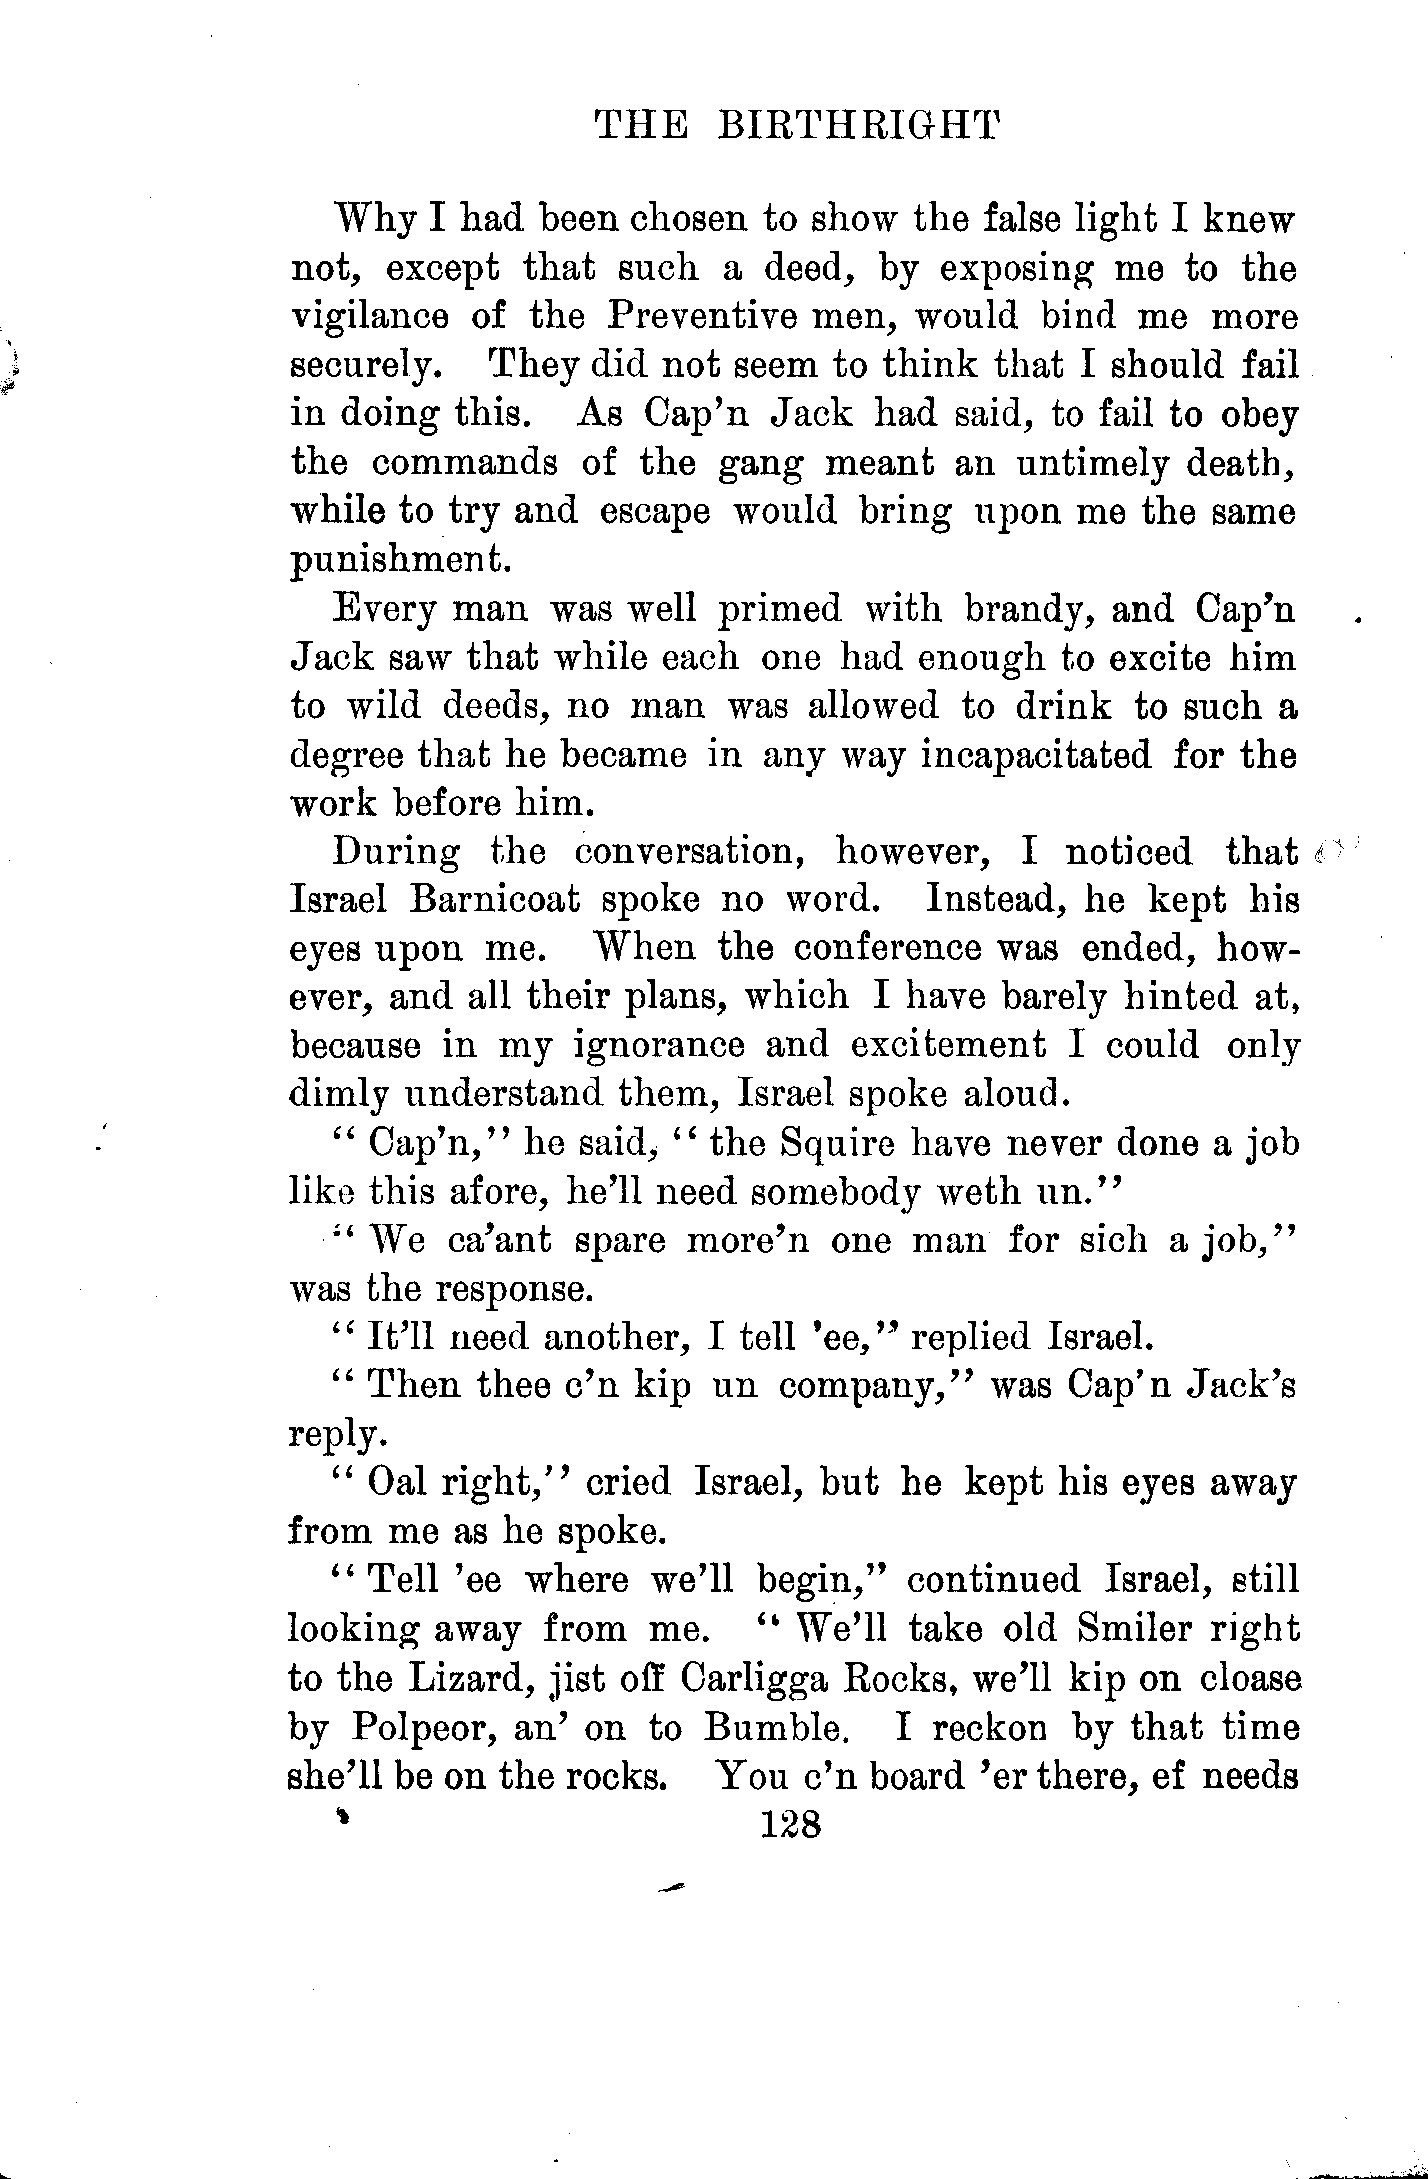 THE BIRTHRIGHT
Why I had been chosen to show the false light I knew
not, except that such a deed, by exposing me to the
vigilance of the Preventive men, would bind me more
securely. They did not seem to think that I should fail
in doing this. As Cap'n Jack had said, to fail to obey
the commands of the gang meant an untimely death,
while to try and escape would bring upon me the same
punishment.
Every man was well primed with brandy, and Cap'n
Jack saw that while each one had enough to excite him
to wild deeds, no man was allowed to drink to such a
degree that he became in any way incapacitated for the
work before him.
During the conversation, however, I noticed that
Israel Barnicoat spoke no word. Instead, he kept his
eyes upon me. When the conference was ended, how-
ever, and all their plans, which I have barely hinted at,
because in my ignorance and excitement I could only
dimly understand them, Israel spoke aloud.
"Cap'n," he said, "the Squire have never done a job
like this afore, he'll need somebody weth un."
"We ca'ant spare more'n one man for sich a job,"
was the response.
"It'll need another, I tell 'ee," replied Israel.
"Then thee c'n kip un company," was Cap'n Jack's
reply.
"Oal right," cried Israel, but he kept his eyes away
from me as he spoke.
"Tell 'ee where we'll begin," continued Israel, still
looking away from me. "We'll take old Smiler right
to the Lizard, jist off Carligga Rocks, we'll kip on cloase
by Polpeor, an' on to Bumble. I reckon by that time
she'll be on the rocks. You c'n board 'er there, ef needs
128